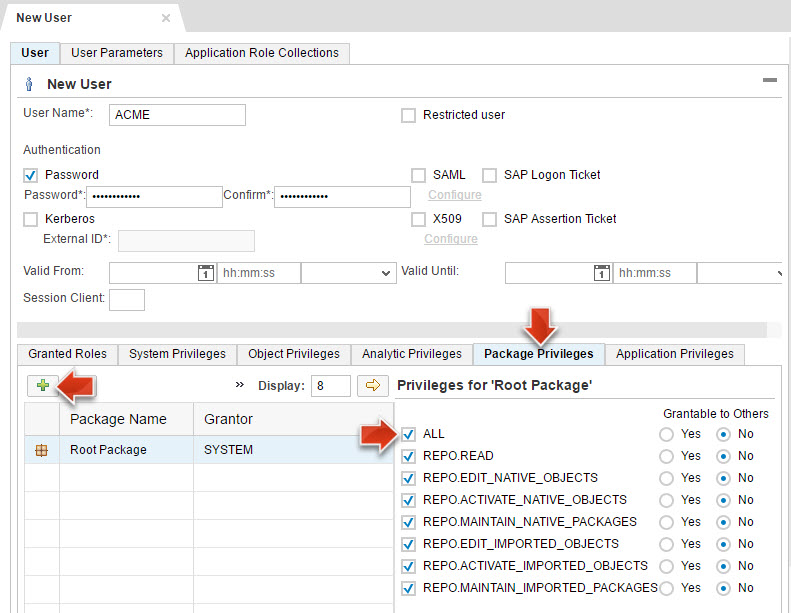 New User ×
User User Parameters Application Role Collections
New User
User Name*: ACME Restricted user
Authentication
Password SAML SAP Logon Ticket
Password*: •••••••••••• Confirm*: •••••••••••• Configure
Kerberos X509 SAP Assertion Ticket
External ID*: Configure
Valid From: 1 hh:mm:ss Valid Until: 1 hh:mm:ss
Session Client:
Granted Roles System Privileges Object Privileges Analytic Privileges Package Privileges Application Privileges
» Display: 8 Privileges for 'Root Package'
Grantable to Others
Package Name Grantor
ALL Yes No
Root Package SYSTEM
REPO.READ Yes No
REPO.EDIT_NATIVE_OBJECTS Yes No
REPO.ACTIVATE_NATIVE_OBJECTS Yes No
REPO.MAINTAIN_NATIVE_PACKAGES Yes No
REPO.EDIT_IMPORTED_OBJECTS Yes No
REPO.ACTIVATE_IMPORTED_OBJECTS Yes No
REPO.MAINTAIN_IMPORTED_PACKAGES Yes No